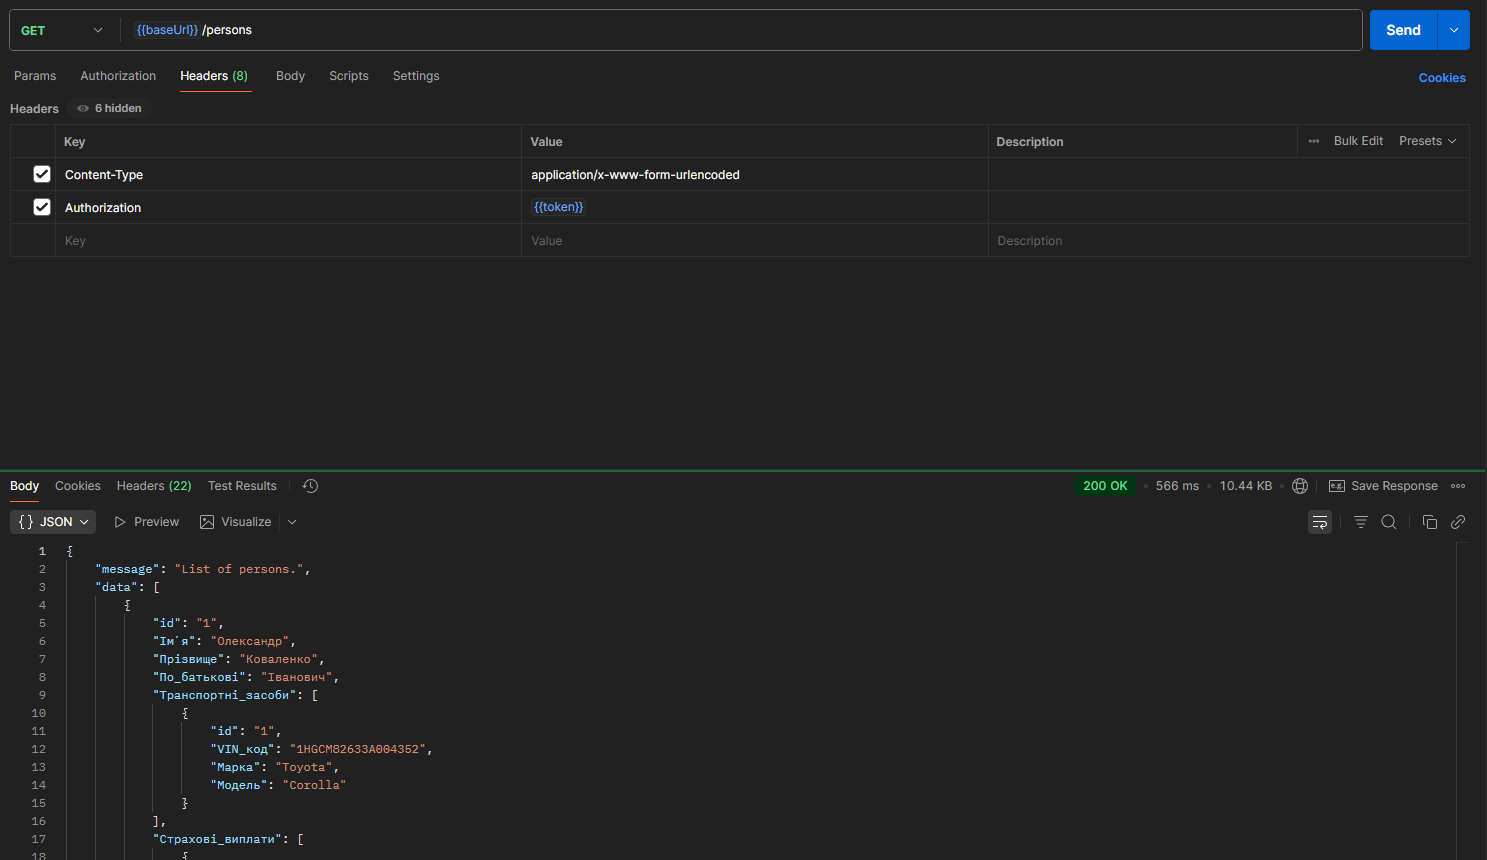 GET {{baseUrl}} /persons Send
Params Authorization Headers (8) Body Scripts Settings Cookies
Headers 6 hidden
Key Value Description Bulk Edit Presets
Content-Type application/x-www-form-urlencoded
Authorization {{token}}
Key Value Description
Body Cookies Headers (22) Test Results 200 OK • 566 ms • 10.44 KB • e.g. Save Response
{} JSON Preview Visualize
1 {
2 "message": "List of persons.",
3 "data": [
4 {
5 "id": "1",
6 "Ім'я": "Олександр",
7 "Прізвище": "Коваленко",
8 "По_батькові": "Іванович",
9 "Транспортні_засоби": [
10 {
11 "id": "1",
12 "VIN_код": "1HGCM82633A004352",
13 "Марка": "Toyota",
14 "Модель": "Corolla"
15 }
16 ],
17 "Страхові_виплати": [
18 {